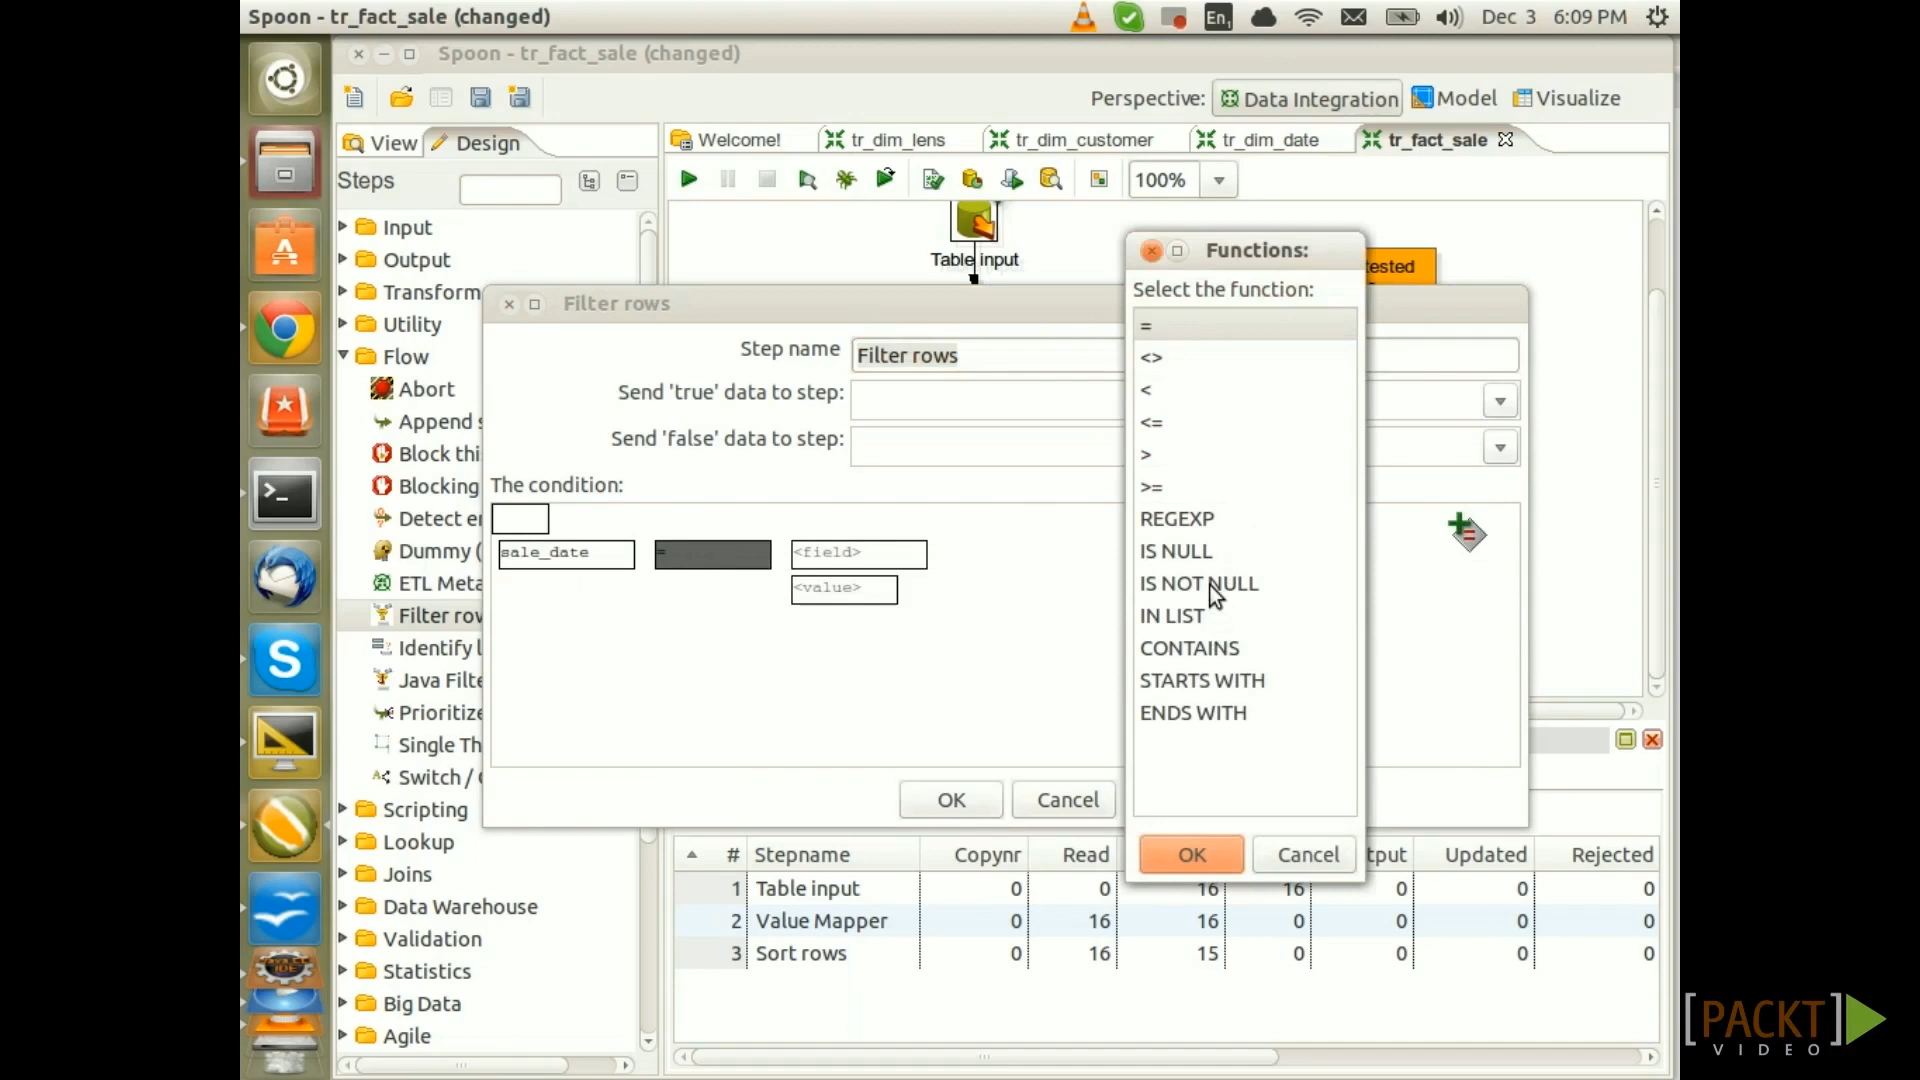 Spoon - tr_fact_sale (changed)
En1
Dec 3
6:09 PM
Spoon - tr_fact_sale (changed)
Perspective:
Data Integration
Model
Visualize
View
Design
Welcome!
tr_dim_lens
tr_dim_customer
tr_dim_date
tr_fact_sale
Steps
100%
Input
Output
Transform
Utility
Flow
Abort
Append s
Block thi
Blocking
Detect e
Dummy (
ETL Meta
Filter row
Identify l
Java Filte
Prioritize
Single Th
Switch / C
Scripting
Lookup
Joins
Data Warehouse
Validation
Statistics
Big Data
Agile
Table input
tested
Filter rows
Step name
Filter rows
Send 'true' data to step:
Send 'false' data to step:
The condition:
sale_date
=
<field>
<value>
OK
Cancel
Functions:
Select the function:
=
<>
<
<=
>
>=
REGEXP
IS NULL
IS NOT NULL
IN LIST
CONTAINS
STARTS WITH
ENDS WITH
OK
Cancel
# Stepname Copynr Read tput Updated Rejected
1 Table input 0 0 16 16 0 0 0
2 Value Mapper 0 16 16 0 0 0 0
3 Sort rows 0 16 15 0 0 0 0
[PACKT]
VIDEO